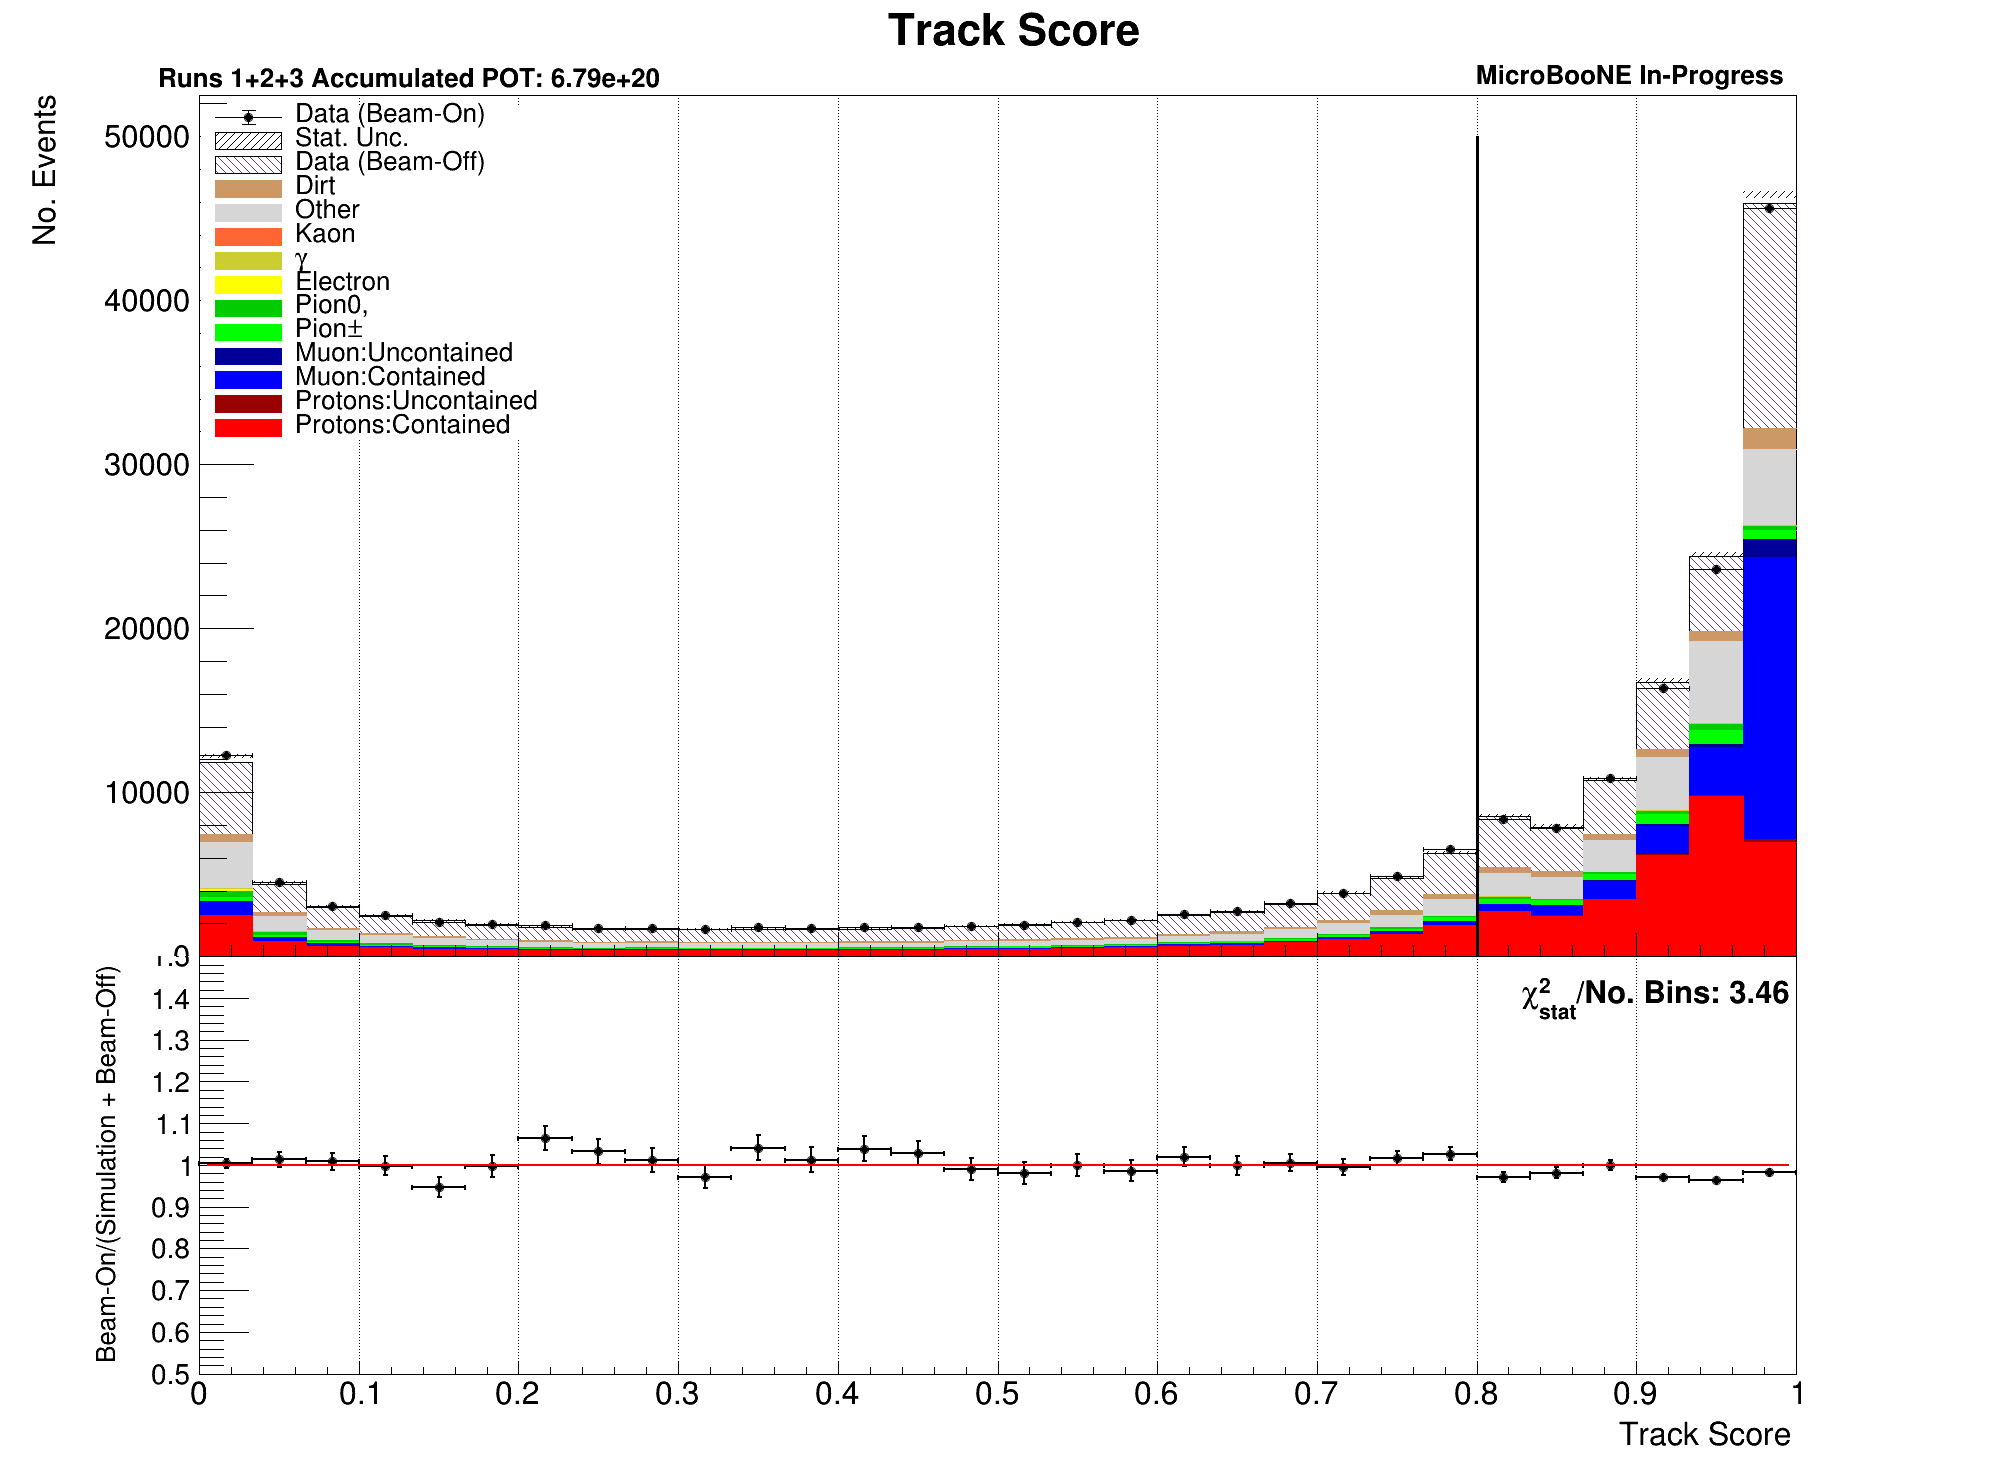 Track Score
Runs 1+2+3 Accumulated POT: 6.79e+20
MicroBooNE In-Progress
No. Events
50000
40000
30000
20000
10000
0
Data (Beam-On)
Stat. Unc.
Data (Beam-Off)
Dirt
Other
Kaon
γ
Electron
Pion0,
Pion±
Muon:Uncontained
Muon:Contained
Protons:Uncontained
Protons:Contained
Beam-On/(Simulation + Beam-Off)
χ²stat/No. Bins: 3.46
1.4
1.3
1.2
1.1
1
0.9
0.8
0.7
0.6
0.5
0 0.1 0.2 0.3 0.4 0.5 0.6 0.7 0.8 0.9 1
Track Score